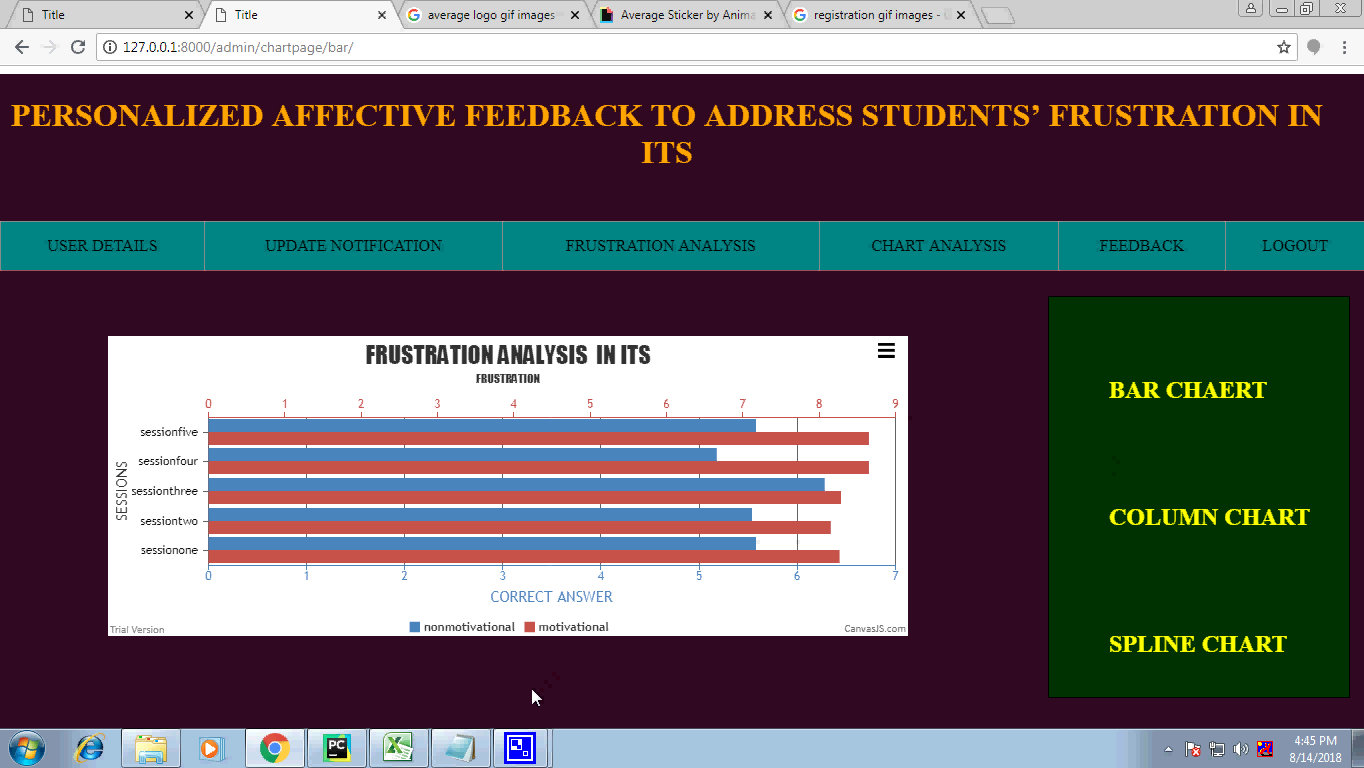 Title
Title
average logo gif images
Average Sticker by Anima
registration gif images -
127.0.0.1:8000/admin/chartpage/bar/
PERSONALIZED AFFECTIVE FEEDBACK TO ADDRESS STUDENTS’ FRUSTRATION IN
ITS
USER DETAILS
UPDATE NOTIFICATION
FRUSTRATION ANALYSIS
CHART ANALYSIS
FEEDBACK
LOGOUT
FRUSTRATION ANALYSIS IN ITS
FRUSTRATION
0 1 2 3 4 5 6 7 8 9
SESSIONS
sessionfive
sessionfour
sessionthree
sessiontwo
sessionone
0 1 2 3 4 5 6 7
CORRECT ANSWER
nonmotivational motivational
Trial Version
CanvasJS.com
BAR CHAERT
COLUMN CHART
SPLINE CHART
PC
4:45 PM
8/14/2018